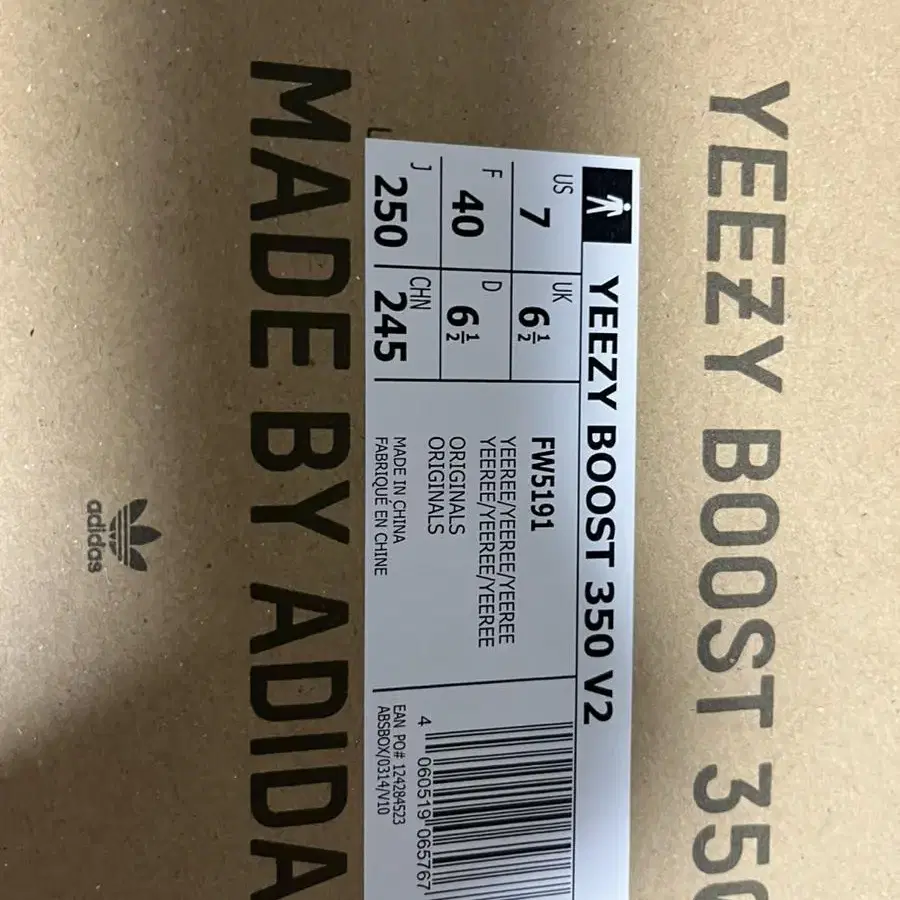 YEEZY BOOST 350
YEEZY BOOST 350 V2
US
7
UK
6½
F
40
D
6½
J
250
CHN
245
FW5191
YEEREE/YEEREE/YEEREE
YEEREE/YEEREE/YEEREE
ORIGINALS
ORIGINALS
MADE IN CHINA
FABRIQUÉ EN CHINE
4 060519 065767
EAN PO# 124284523
ABSBOX/0314/V10
MADE BY ADIDA
adidas